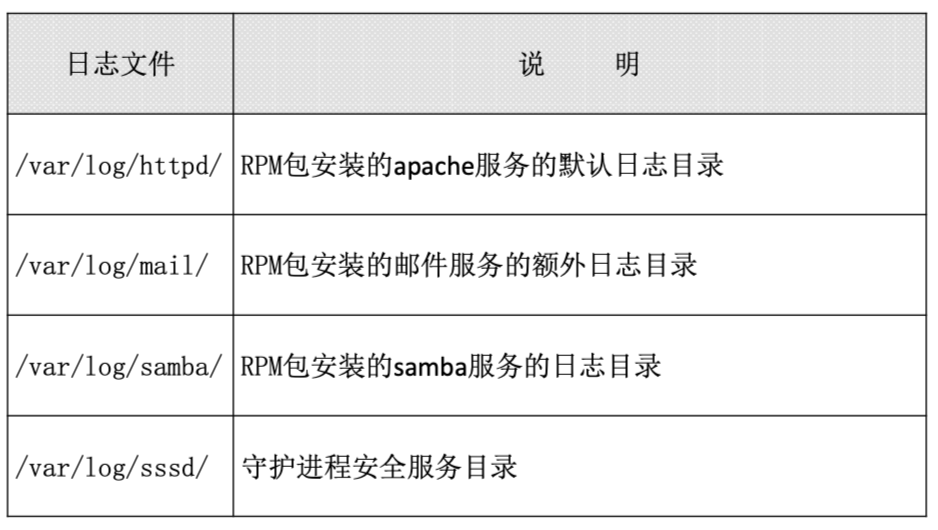 日志文件 说 明
/var/log/httpd/ RPM包安装的apache服务的默认日志目录
/var/log/mail/ RPM包安装的邮件服务的额外日志目录
/var/log/samba/ RPM包安装的samba服务的日志目录
/var/log/sssd/ 守护进程安全服务目录